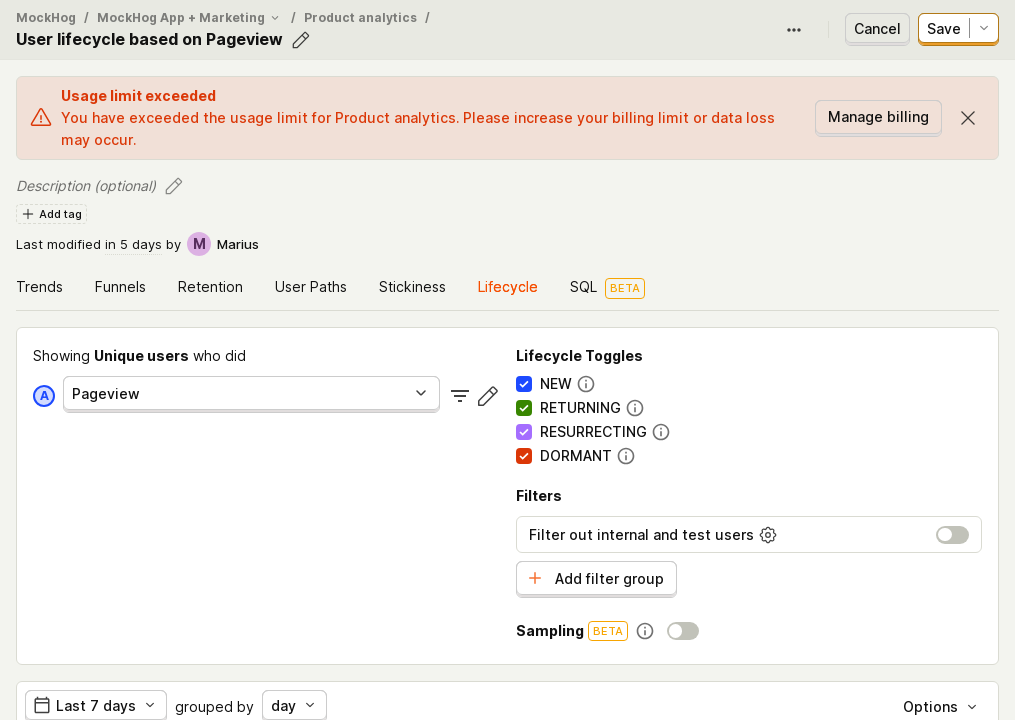 MockHog / MockHog App + Marketing / Product analytics /
User lifecycle based on Pageview
Cancel
Save
Usage limit exceeded
You have exceeded the usage limit for Product analytics. Please increase your billing limit or data loss
may occur.
Manage billing
Description (optional)
Add tag
Last modified in 5 days by M Marius
Trends Funnels Retention User Paths Stickiness Lifecycle SQL BETA
Showing Unique users who did
A Pageview
Lifecycle Toggles
NEW
RETURNING
RESURRECTING
DORMANT
Filters
Filter out internal and test users
Add filter group
Sampling BETA
Last 7 days grouped by day
Options